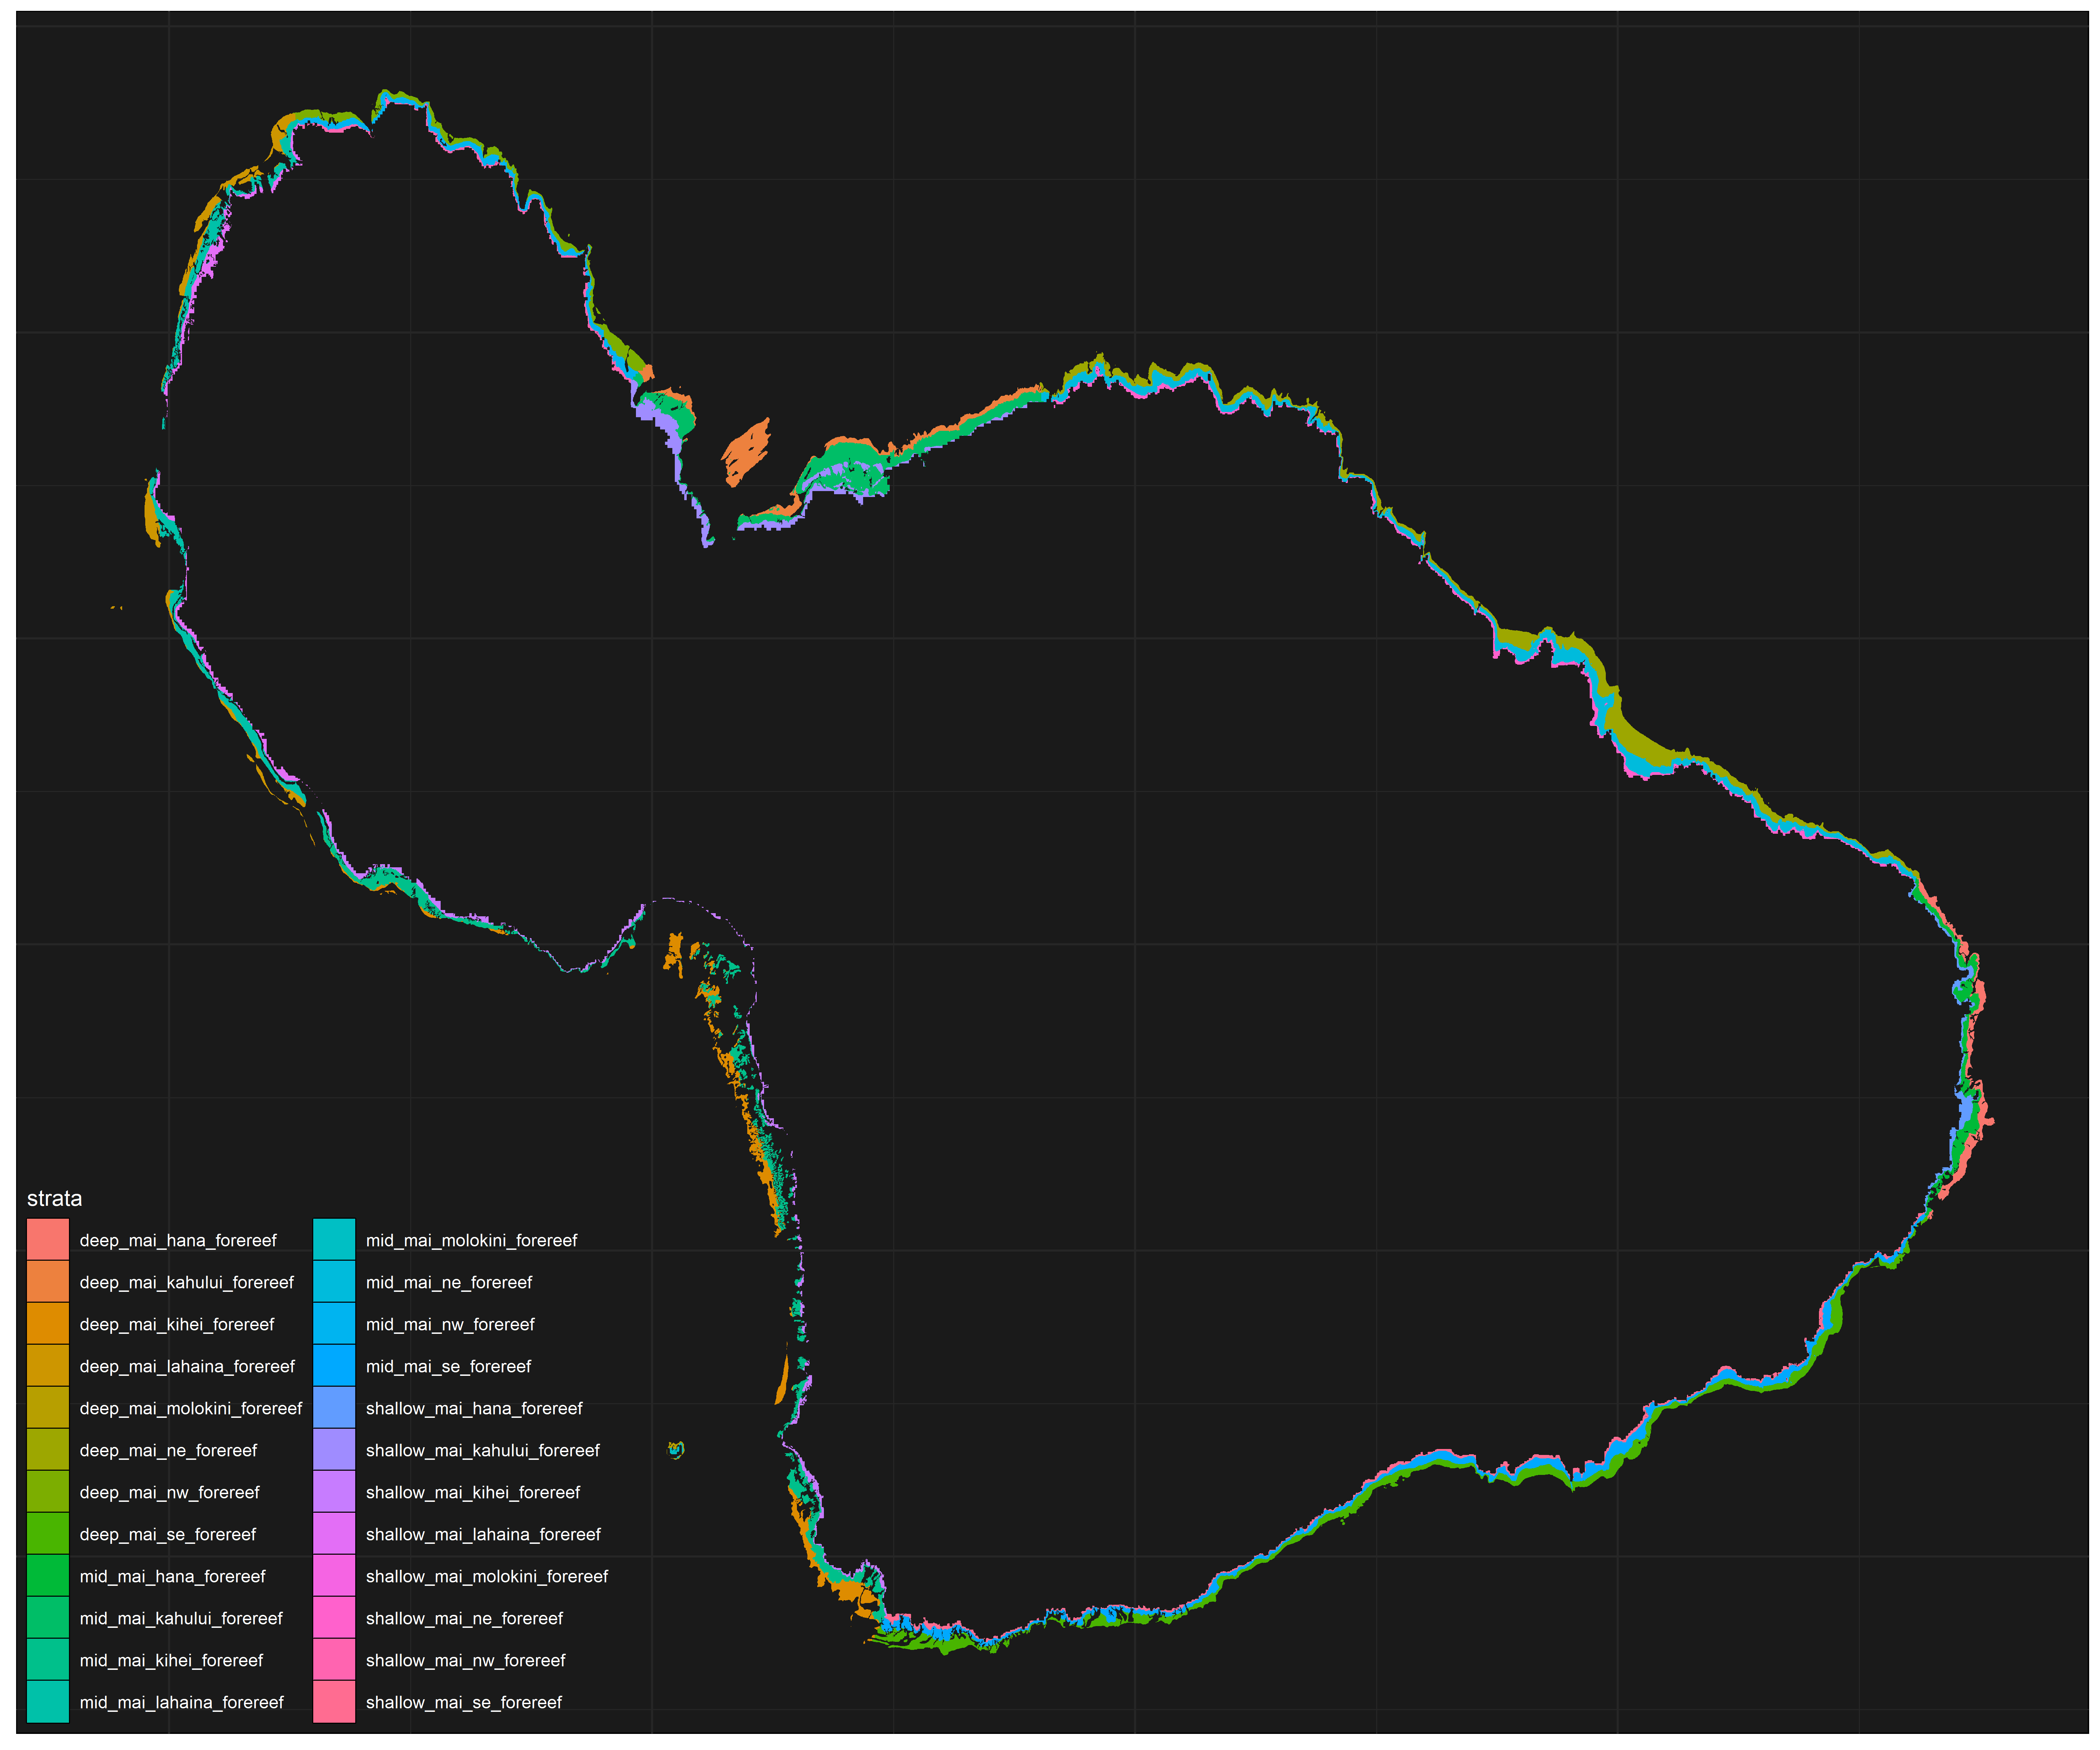 strata
deep_mai_hana_forereef
deep_mai_kahului_forereef
deep_mai_kihei_forereef
deep_mai_lahaina_forereef
deep_mai_molokini_forereef
deep_mai_ne_forereef
deep_mai_nw_forereef
deep_mai_se_forereef
mid_mai_hana_forereef
mid_mai_kahului_forereef
mid_mai_kihei_forereef
mid_mai_lahaina_forereef
mid_mai_molokini_forereef
mid_mai_ne_forereef
mid_mai_nw_forereef
mid_mai_se_forereef
shallow_mai_hana_forereef
shallow_mai_kahului_forereef
shallow_mai_kihei_forereef
shallow_mai_lahaina_forereef
shallow_mai_molokini_forereef
shallow_mai_ne_forereef
shallow_mai_nw_forereef
shallow_mai_se_forereef